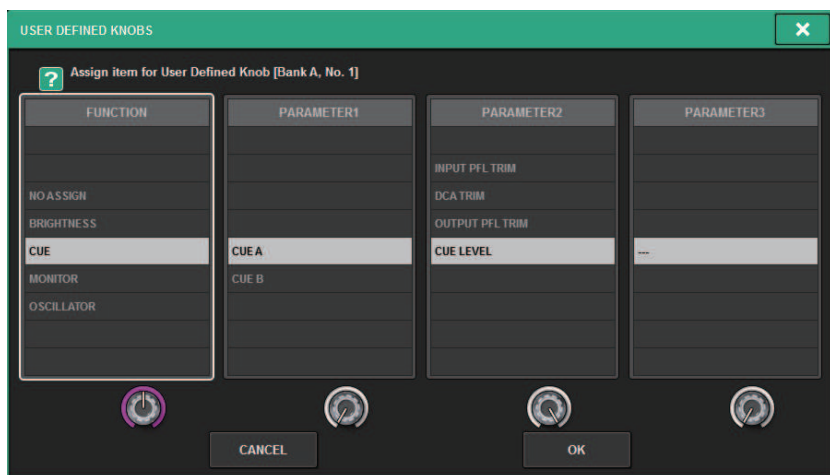 USER DEFINED KNOBS
Assign item for User Defined Knob [Bank A, No. 1]
FUNCTION PARAMETER1 PARAMETER2 PARAMETER3
INPUT PFL TRIM
NO ASSIGN DCA TRIM
BRIGHTNESS OUTPUT PFL TRIM
CUE CUE A CUE LEVEL ---
MONITOR CUE B
OSCILLATOR
CANCEL OK